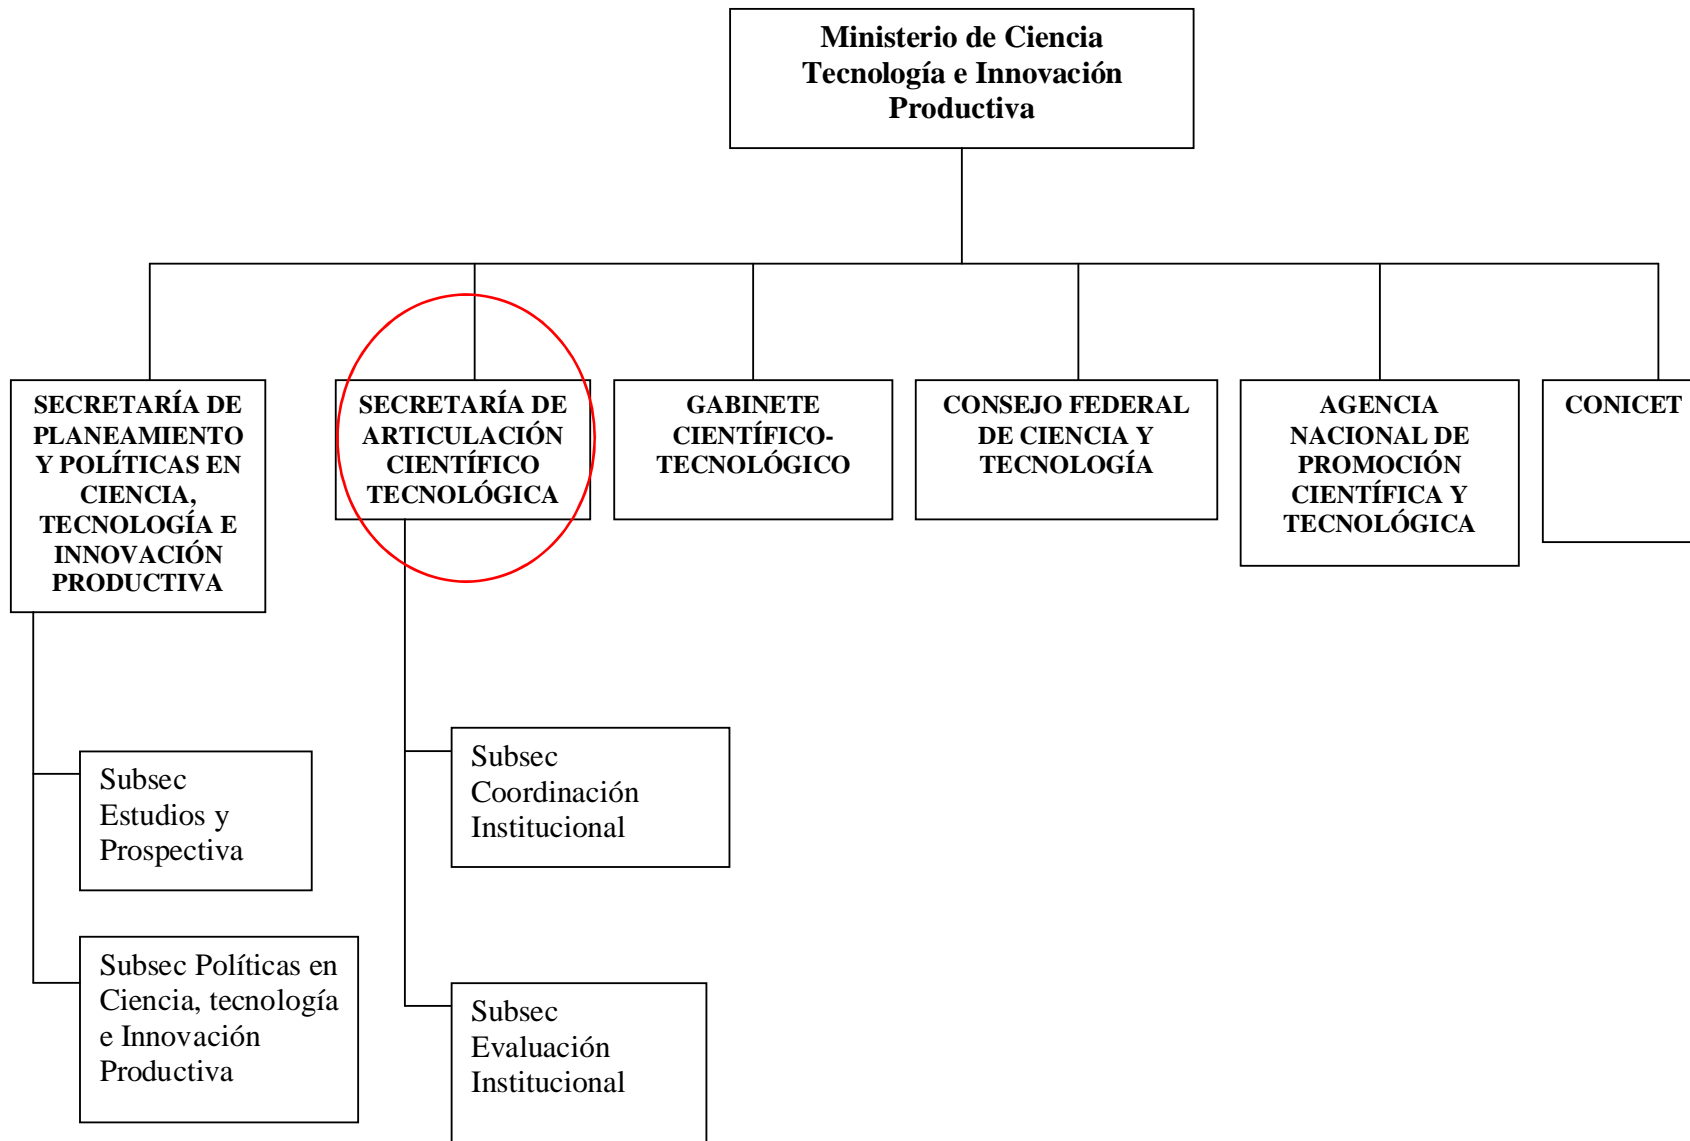 Ministerio de Ciencia
Tecnología e Innovación
Productiva
SECRETARÍA DE
PLANEAMIENTO
Y POLÍTICAS EN
CIENCIA,
TECNOLOGÍA E
INNOVACIÓN
PRODUCTIVA
SECRETARÍA DE
ARTICULACIÓN
CIENTÍFICO
TECNOLÓGICA
GABINETE
CIENTÍFICO-
TECNOLÓGICO
CONSEJO FEDERAL
DE CIENCIA Y
TECNOLOGÍA
AGENCIA
NACIONAL DE
PROMOCIÓN
CIENTÍFICA Y
TECNOLÓGICA
CONICET
Subsec
Estudios y
Prospectiva
Subsec Políticas en
Ciencia, tecnología
e Innovación
Productiva
Subsec
Coordinación
Institucional
Subsec
Evaluación
Institucional